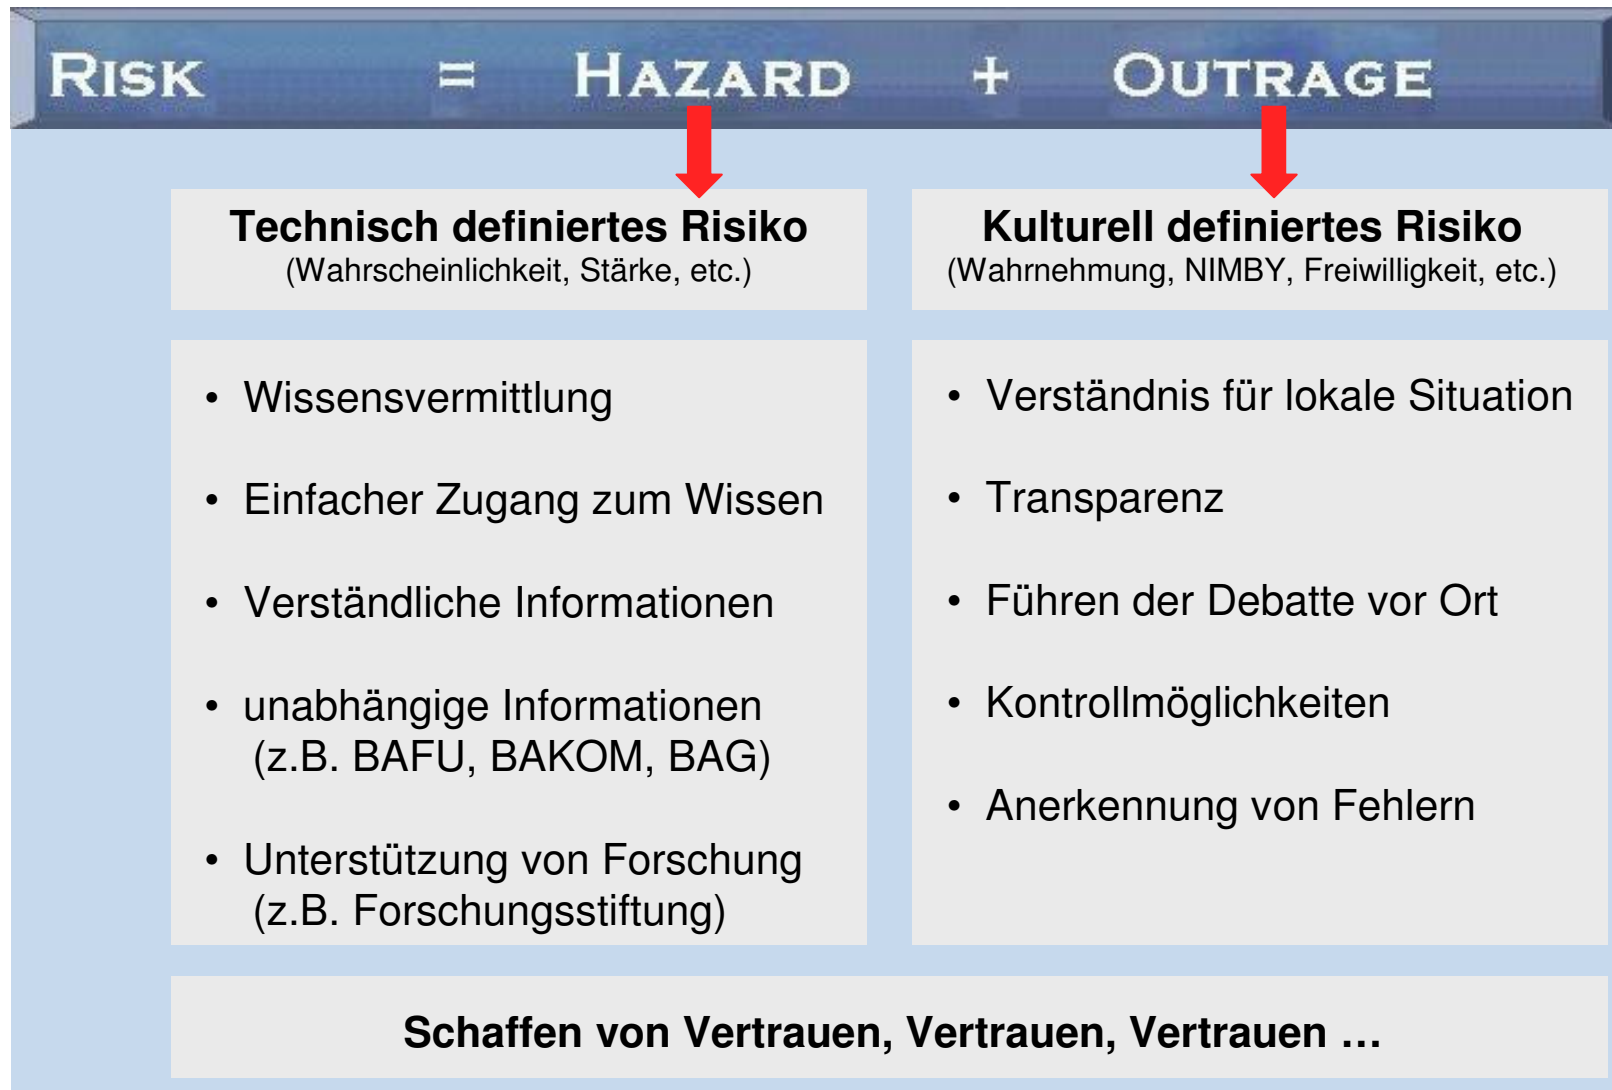 RISK = HAZARD + OUTRAGE
Technisch definiertes Risiko
(Wahrscheinlichkeit, Stärke, etc.)
• Wissensvermittlung
• Einfacher Zugang zum Wissen
• Verständliche Informationen
• unabhängige Informationen
(z.B. BAFU, BAKOM, BAG)
• Unterstützung von Forschung
(z.B. Forschungsstiftung)
Kulturell definiertes Risiko
(Wahrnehmung, NIMBY, Freiwilligkeit, etc.)
• Verständnis für lokale Situation
• Transparenz
• Führen der Debatte vor Ort
• Kontrollmöglichkeiten
• Anerkennung von Fehlern
Schaffen von Vertrauen, Vertrauen, Vertrauen …